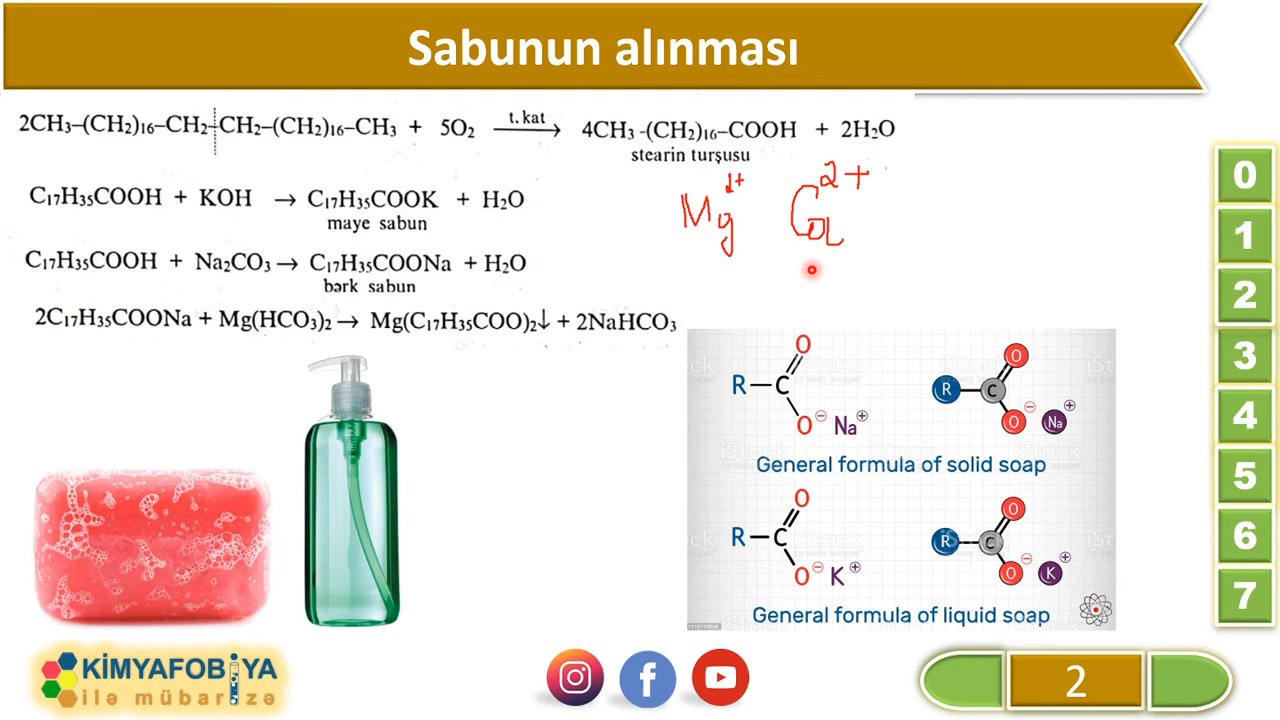 Sabunun alınması
2CH₃–(CH₂)₁₆–CH₂–CH₂–(CH₂)₁₆–CH₃ + 5O₂ t. kat → 4CH₃-(CH₂)₁₆–COOH + 2H₂O
stearin turşusu
C₁₇H₃₅COOH + KOH → C₁₇H₃₅COOK + H₂O
maye sabun
Mg²⁺ Ca²⁺
C₁₇H₃₅COOH + Na₂CO₃ → C₁₇H₃₅COONa + H₂O
bərk sabun
2C₁₇H₃₅COONa + Mg(HCO₃)₂ → Mg(C₁₇H₃₅COO)₂↓ + 2NaHCO₃
R–C O O⁻ Na⁺
R C O O⁻ Na⁺
General formula of solid soap
R–C O O⁻ K⁺
R C O O⁻ K⁺
General formula of liquid soap
0
1
2
3
4
5
6
7
KİMYAFOBİYA
ilə mübarizə
2